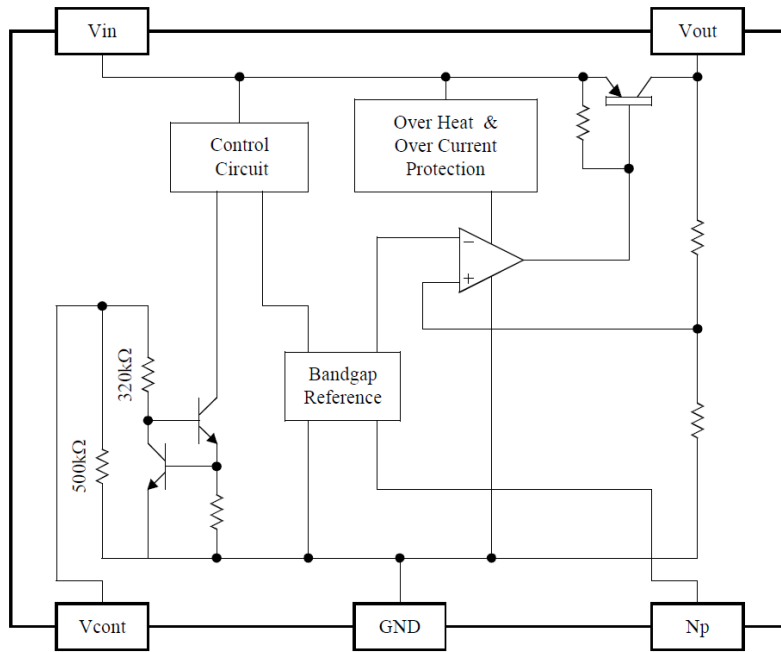 Vin
Vout
Control
Circuit
Over Heat &
Over Current
Protection
−
+
320kΩ
500kΩ
Bandgap
Reference
Vcont
GND
Np